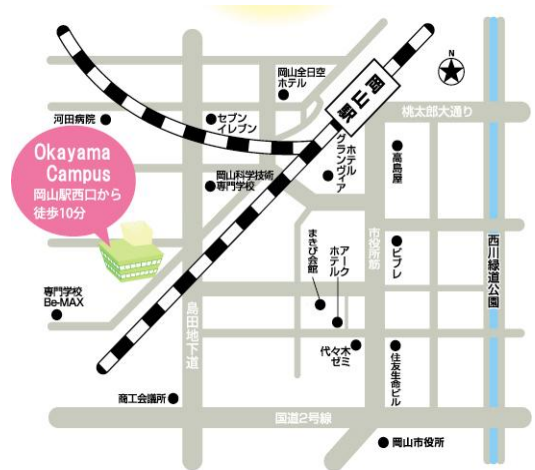 N
岡山全日空
ホテル
岡山駅
桃太郎大通り
河田病院
セブン
イレブン
Okayama
Campus
岡山駅西口から
徒歩10分
岡山科学技術
専門学校
ホテル
グランヴィア
高島屋
まきび会館
アーク
ホテル
市役所筋
ビブレ
西川緑道公園
専門学校
Be-MAX
島田地下道
代々木
ゼミ
住友生命ビル
商工会議所
国道2号線
岡山市役所